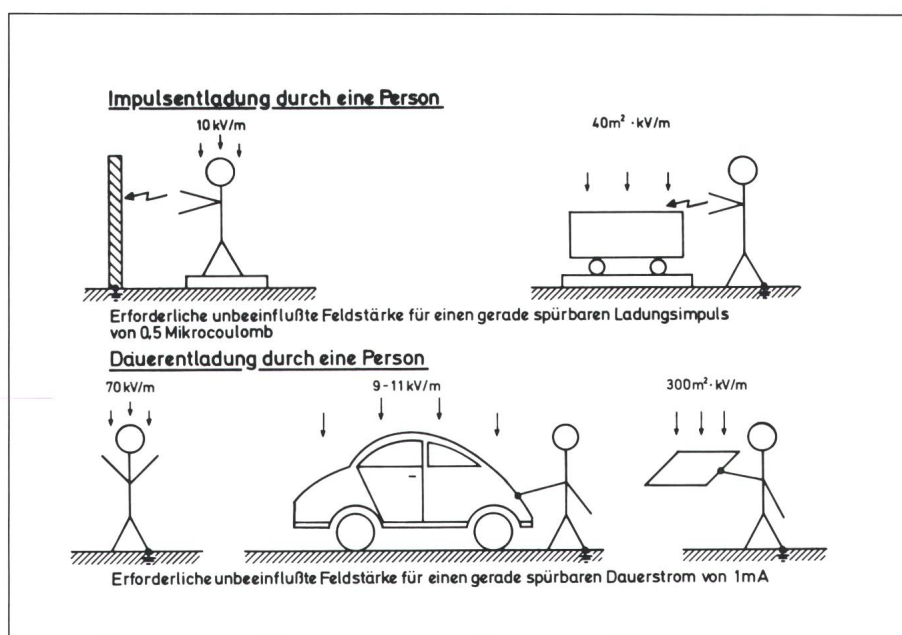 Impulsentladung durch eine Person
10 kV/m
40m² · kV/m
Erforderliche unbeeinflußte Feldstärke für einen gerade spürbaren Ladungsimpuls
von 0,5 Mikrocoulomb
Dauerentladung durch eine Person
70 kV/m
9-11 kV/m
300m² · kV/m
Erforderliche unbeeinflußte Feldstärke für einen gerade spürbaren Dauerstrom von 1mA